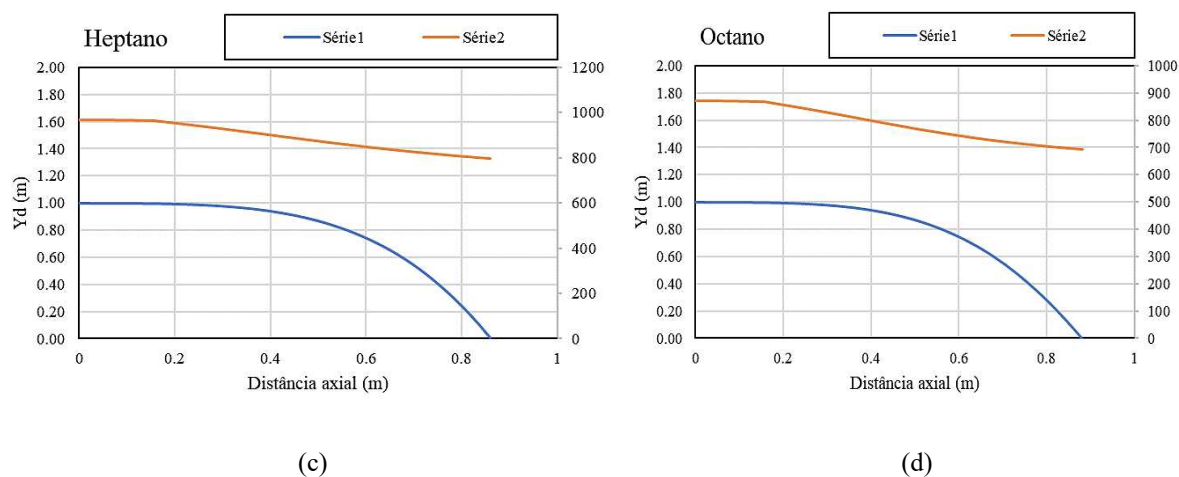 Heptano
Série1 Série2
2.00 1200
1.80 1000
1.60
1.40 800
1.20
1.00 600
0.80 400
0.60
0.40 200
0.20
0.00 0
Yd (m)
0 0.2 0.4 0.6 0.8 1
Distância axial (m)
(c)
Octano
Série1 Série2
2.00 1000
1.80 900
1.60 800
1.40 700
1.20 600
1.00 500
0.80 400
0.60 300
0.40 200
0.20 100
0.00 0
Yd (m)
0 0.2 0.4 0.6 0.8 1
Distância axial (m)
(d)